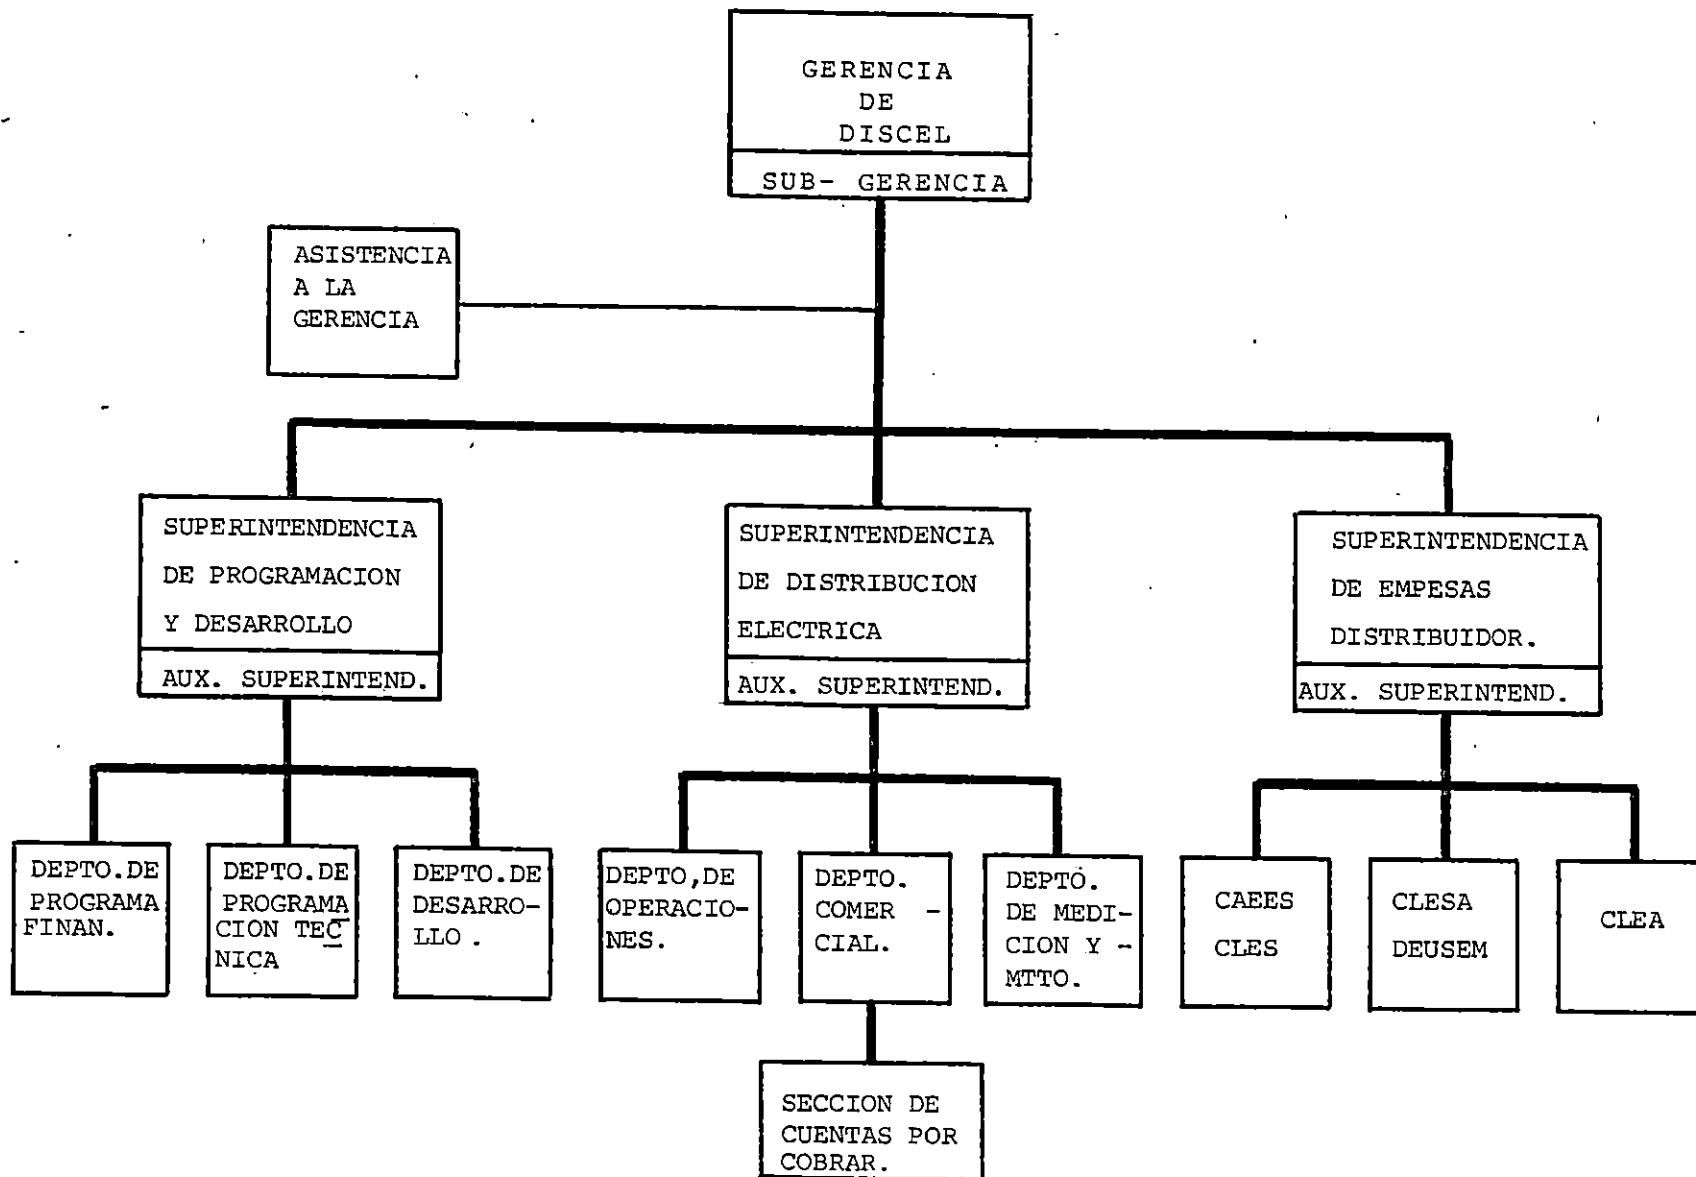 GERENCIA
DE
DISCEL
SUB- GERENCIA
ASISTENCIA
A LA
GERENCIA
SUPERINTENDENCIA
DE PROGRAMACION
Y DESARROLLO
AUX. SUPERINTEND.
SUPERINTENDENCIA
DE DISTRIBUCION
ELECTRICA
AUX. SUPERINTEND.
SUPERINTENDENCIA
DE EMPESAS
DISTRIBUIDOR.
AUX. SUPERINTEND.
DEPTO.DE
PROGRAMA
FINAN.
DEPTO.DE
PROGRAMA
CION TEC
NICA
DEPTO.DE
DESARRO-
LLO.
DEPTO,DE
OPERACIO-
NES.
DEPTO.
COMER -
CIAL.
DEPTO.
DE MEDI-
CION Y -
MTTO.
CAEES
CLES
CLESA
DEUSEM
CLEA
SECCION DE
CUENTAS POR
COBRAR.